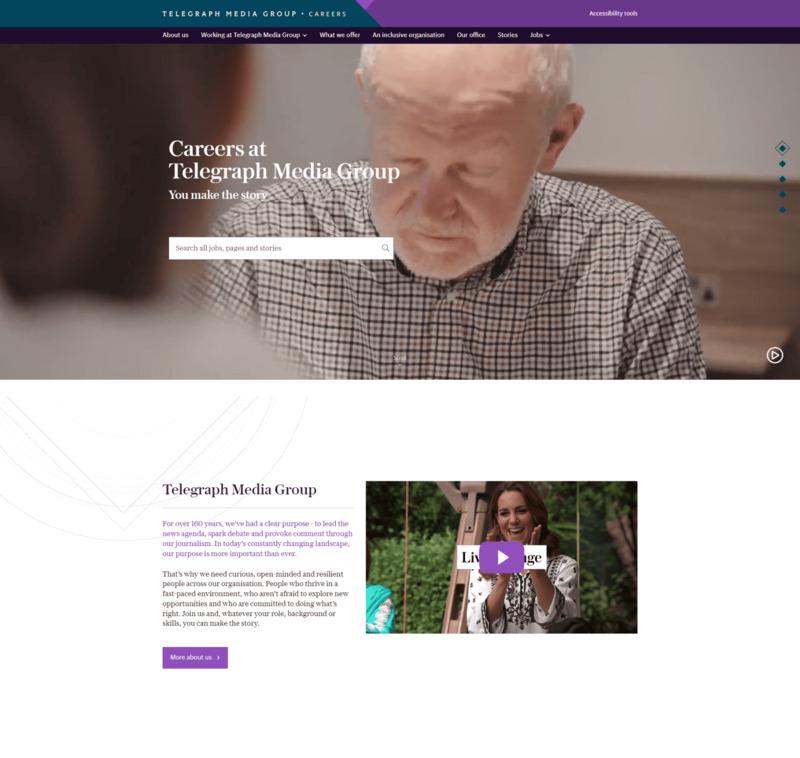 TELEGRAPH MEDIA GROUP • CAREERS
Accessibility tools
About us
Working at Telegraph Media Group
What we offer
An inclusive organisation
Our office
Stories
Jobs
Careers at
Telegraph Media Group
You make the story
Search all jobs, pages and stories
Scroll
Telegraph Media Group
For over 160 years, we've had a clear purpose - to lead the
news agenda, spark debate and provoke comment through
our journalism. In today's constantly changing landscape,
our purpose is more important than ever.
That's why we need curious, open-minded and resilient
people across our organisation. People who thrive in a
fast-paced environment, who aren't afraid to explore new
opportunities and who are committed to doing what's
right. Join us and, whatever your role, background or
skills, you can make the story.
More about us